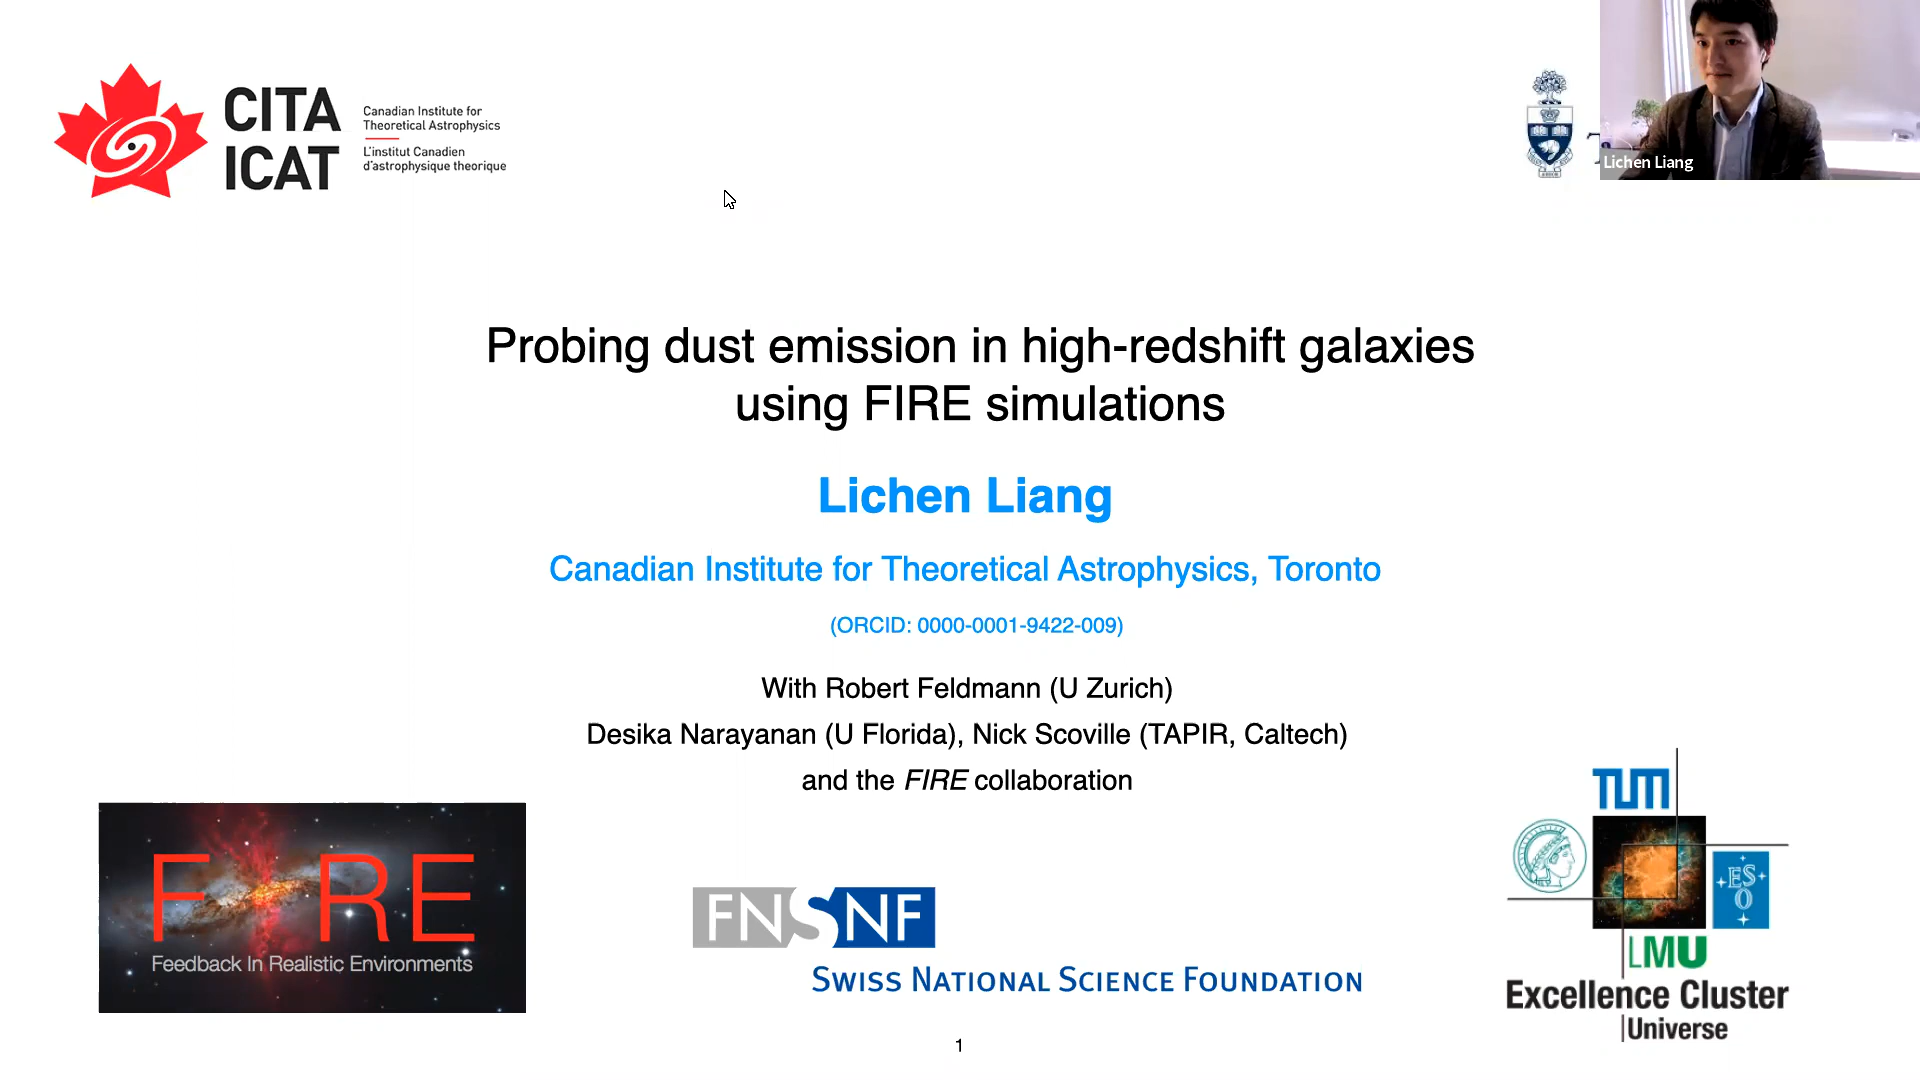 CITA
ICAT
Canadian Institute for
Theoretical Astrophysics
L'institut Canadien
d'astrophysique theorique
Lichen Liang
Probing dust emission in high-redshift galaxies
using FIRE simulations
Lichen Liang
Canadian Institute for Theoretical Astrophysics, Toronto
(ORCID: 0000-0001-9422-009)
With Robert Feldmann (U Zurich)
Desika Narayanan (U Florida), Nick Scoville (TAPIR, Caltech)
and the FIRE collaboration
F RE
Feedback In Realistic Environments
FNSNF
SWISS NATIONAL SCIENCE FOUNDATION
TUM
ES
O
LMU
Excellence Cluster
Universe
1